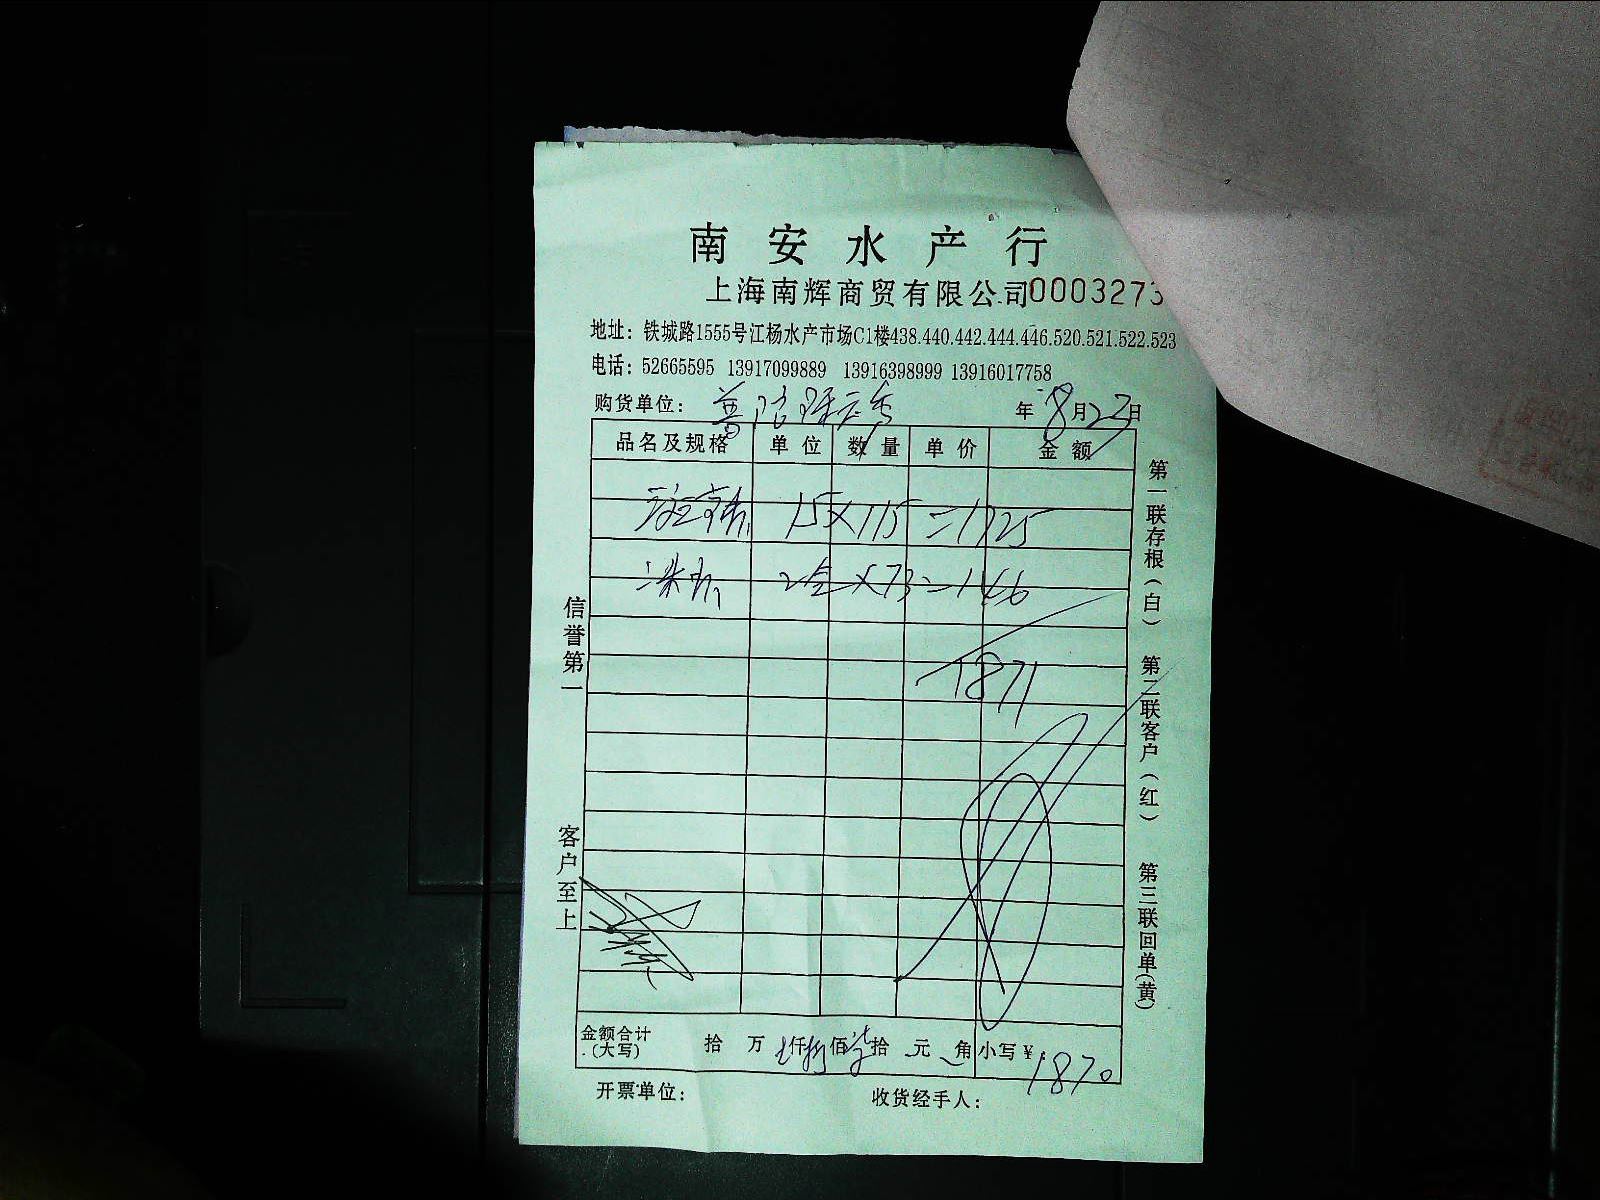 南安水产行
上海南辉商贸有限公司 0003273
地址：铁城路1555号江杨水产市场C1楼438.440.442.444.446.520.521.522.523
电话：52665595 13917099889 13916398999 13916017758
购货单位： 年 8月23日
品名及规格 单位 数量 单价 金额
15×115=1725
2盒×73=146
1871
信誉第一
客户至上
第一联存根（白） 第二联客户（红） 第三联回单（黄）
金额合计（大写） 拾 万 仟 佰 柒拾 元 角 小写¥：1870
开票单位： 收货经手人：